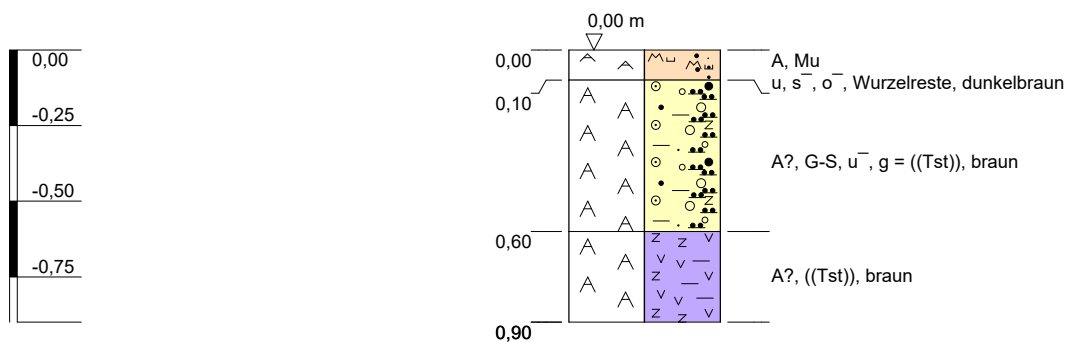 0,00 m
0,00
-0,25
-0,50
-0,75
0,00
0,10
0,60
0,90
A, Mu
u, s¯, o¯, Wurzelreste, dunkelbraun
A?, G-S, u¯, g = ((Tst)), braun
A?, ((Tst)), braun